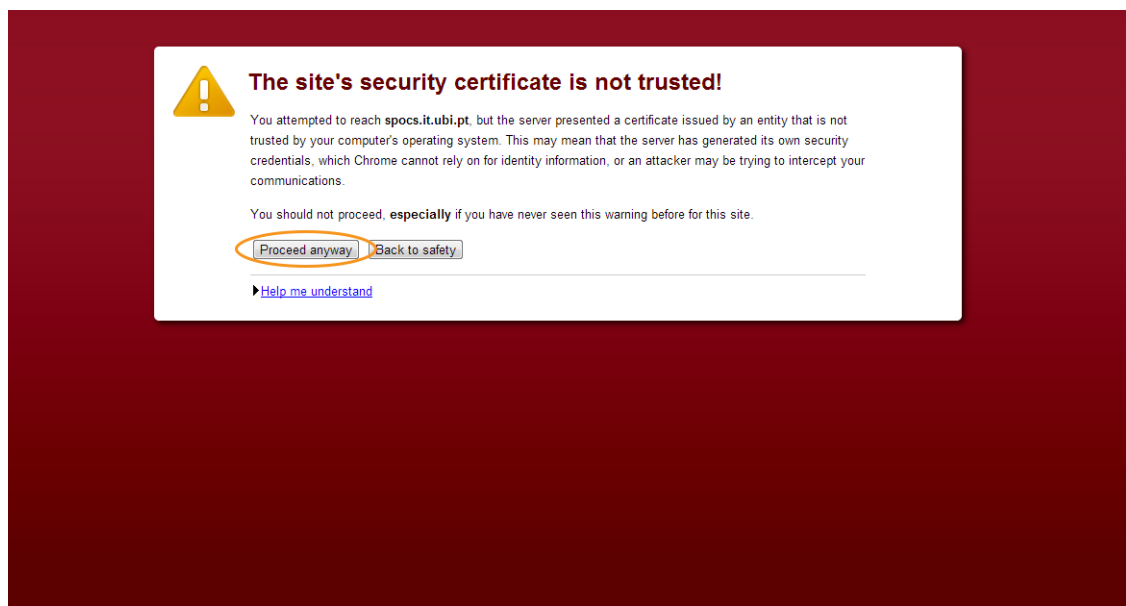 The site's security certificate is not trusted!
You attempted to reach spocs.it.ubi.pt, but the server presented a certificate issued by an entity that is not
trusted by your computer's operating system. This may mean that the server has generated its own security
credentials, which Chrome cannot rely on for identity information, or an attacker may be trying to intercept your
communications.
You should not proceed, especially if you have never seen this warning before for this site.
Proceed anyway Back to safety
Help me understand